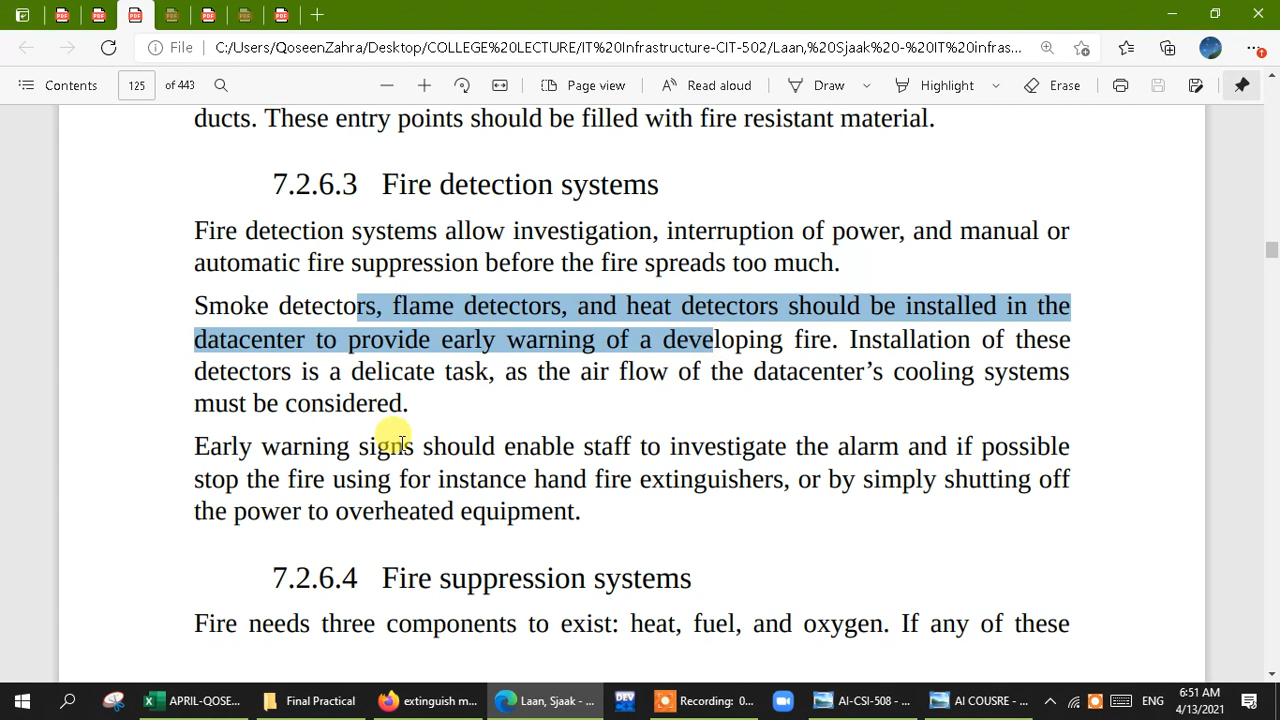 File
C:/Users/QoseenZahra/Desktop/COLLEGE%20LECTURE/IT%20Infrastructure-CIT-502/Laan,%20Sjaak%20-%20IT%20infras...
Contents
125
of 443
Page view
Read aloud
Draw
Highlight
Erase
ducts. These entry points should be filled with fire resistant material.
7.2.6.3 Fire detection systems
Fire detection systems allow investigation, interruption of power, and manual or
automatic fire suppression before the fire spreads too much.
Smoke detectors, flame detectors, and heat detectors should be installed in the
datacenter to provide early warning of a developing fire. Installation of these
detectors is a delicate task, as the air flow of the datacenter’s cooling systems
must be considered.
Early warning signs should enable staff to investigate the alarm and if possible
stop the fire using for instance hand fire extinguishers, or by simply shutting off
the power to overheated equipment.
7.2.6.4 Fire suppression systems
Fire needs three components to exist: heat, fuel, and oxygen. If any of these
APRIL-QOSE...
Final Practical
extinguish m...
Laan, Sjaak - ...
DEV
Recording: 0...
AI-CSI-508 - ...
AI COUSRE - ...
ENG
6:51 AM
4/13/2021